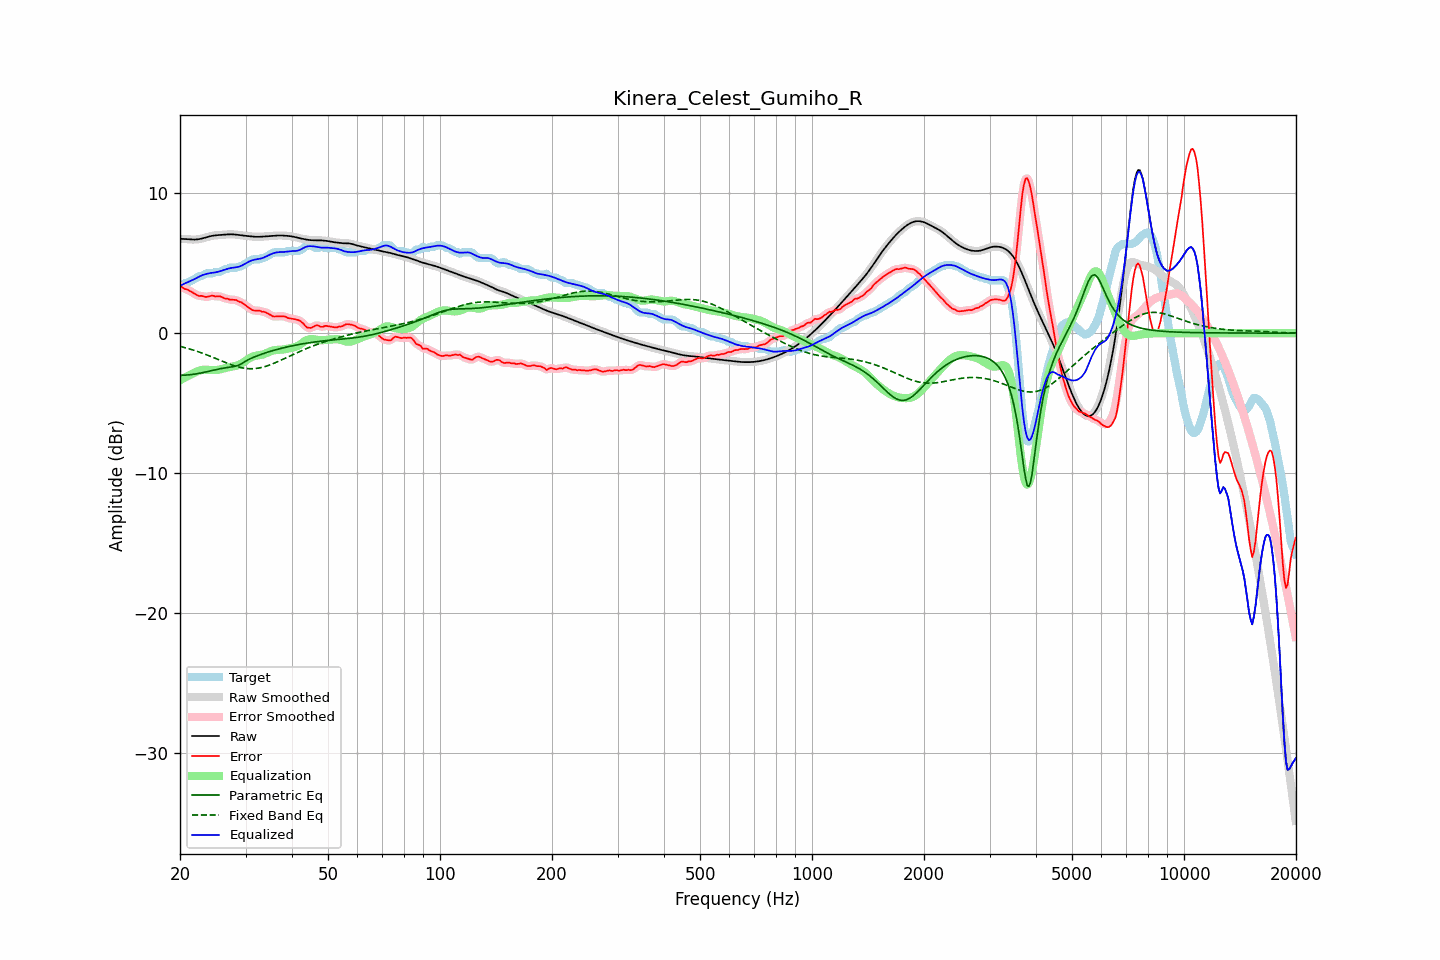 Kinera_Celest_Gumiho_R
Amplitude (dBr)
10
0
−10
−20
−30
Target
Raw Smoothed
Error Smoothed
Raw
Error
Equalization
Parametric Eq
Fixed Band Eq
Equalized
20 50 100 200 500 1000 2000 5000 10000 20000
Frequency (Hz)